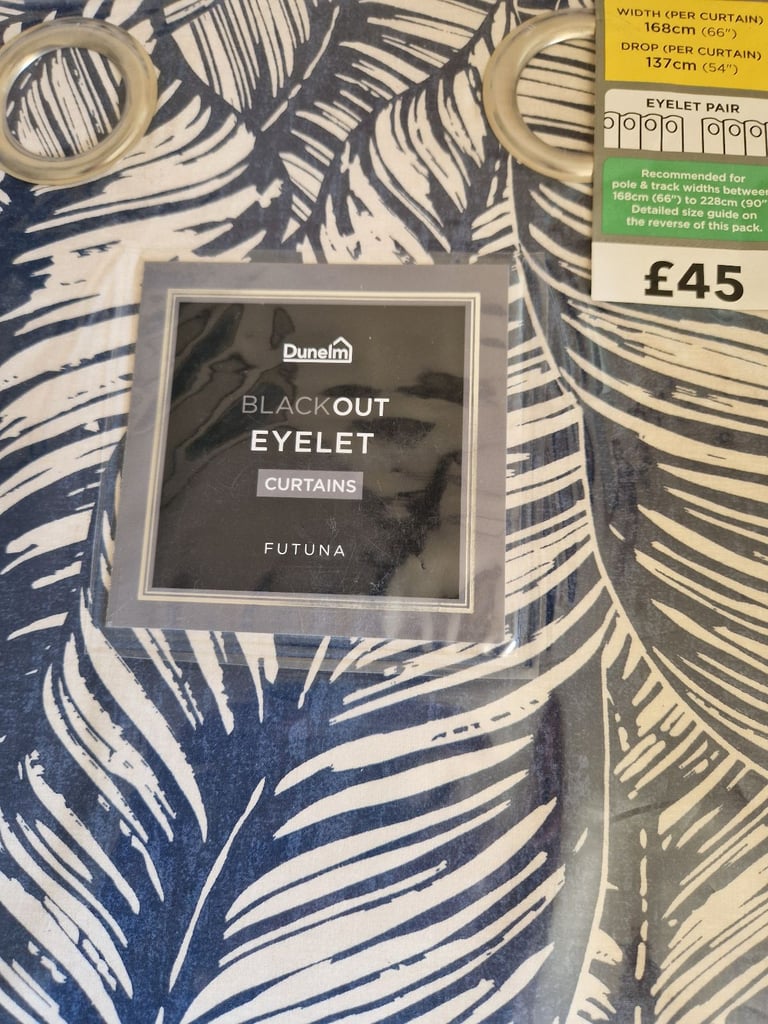 WIDTH (PER CURTAIN)
168cm (66")
DROP (PER CURTAIN)
137cm (54")
EYELET PAIR
Recommended for
pole & track widths between
168cm (66") to 228cm (90"
Detailed size guide on
the reverse of this pack.
£45
Dunelm
BLACKOUT
EYELET
CURTAINS
FUTUNA